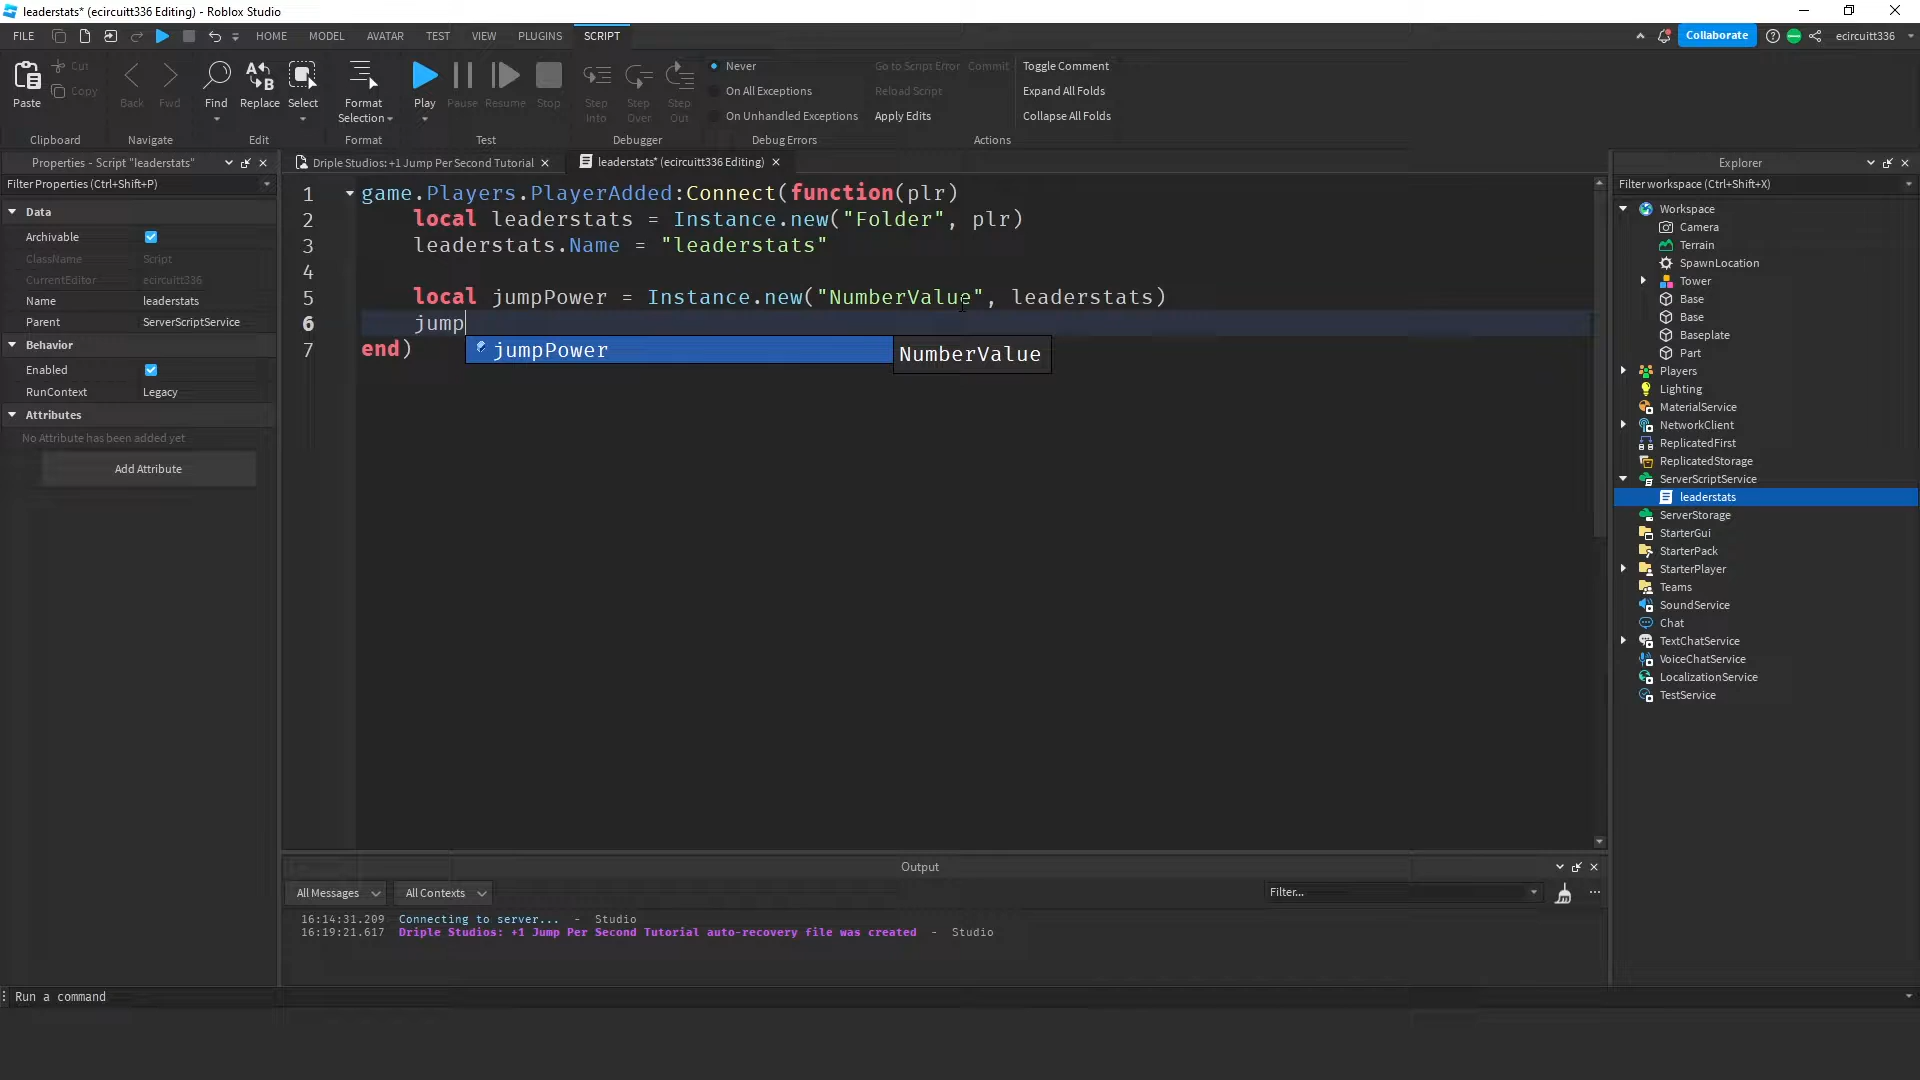 leaderstats* (ecircuitt336 Editing) - Roblox Studio
FILE HOME MODEL AVATAR TEST VIEW PLUGINS SCRIPT Collaborate ecircuitt336
Paste Cut Copy
Back Fwd
Find Replace Select
Format Selection
Play Pause Resume Stop
Step Into Step Over Step Out
Never
On All Exceptions
On Unhandled Exceptions
Go to Script Error Commit
Reload Script
Apply Edits
Toggle Comment
Expand All Folds
Collapse All Folds
Clipboard Navigate Edit Format Test Debugger Debug Errors Actions
Properties - Script "leaderstats"
Filter Properties (Ctrl+Shift+P)
Data
Archivable
ClassName Script
CurrentEditor ecircuitt336
Name leaderstats
Parent ServerScriptService
Behavior
Enabled
RunContext Legacy
Attributes
No Attribute has been added yet
Add Attribute
Driple Studios: +1 Jump Per Second Tutorial
leaderstats* (ecircuitt336 Editing)
1 game.Players.PlayerAdded:Connect(function(plr)
2 local leaderstats = Instance.new("Folder", plr)
3 leaderstats.Name = "leaderstats"
4
5 local jumpPower = Instance.new("NumberValue", leaderstats)
6 jump
7 end)
jumpPower
NumberValue
Output
All Messages All Contexts Filter...
16:14:31.209 Connecting to server... - Studio
16:19:21.617 Driple Studios: +1 Jump Per Second Tutorial auto-recovery file was created - Studio
Run a command
Explorer
Filter workspace (Ctrl+Shift+X)
Workspace
Camera
Terrain
SpawnLocation
Tower
Base
Base
Baseplate
Part
Players
Lighting
MaterialService
NetworkClient
ReplicatedFirst
ReplicatedStorage
ServerScriptService
leaderstats
ServerStorage
StarterGui
StarterPack
StarterPlayer
Teams
SoundService
Chat
TextChatService
VoiceChatService
LocalizationService
TestService